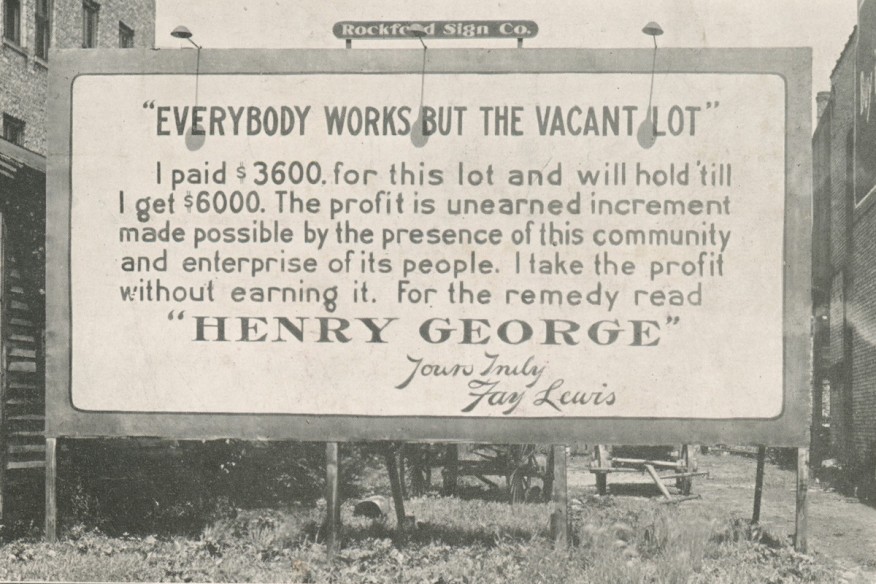 Rockford Sign Co.
"EVERYBODY WORKS BUT THE VACANT LOT"
I paid $3600. for this lot and will hold 'till
I get $6000. The profit is unearned increment
made possible by the presence of this community
and enterprise of its people. I take the profit
without earning it. For the remedy read
"HENRY GEORGE"
Yours Truly
Fay Lewis